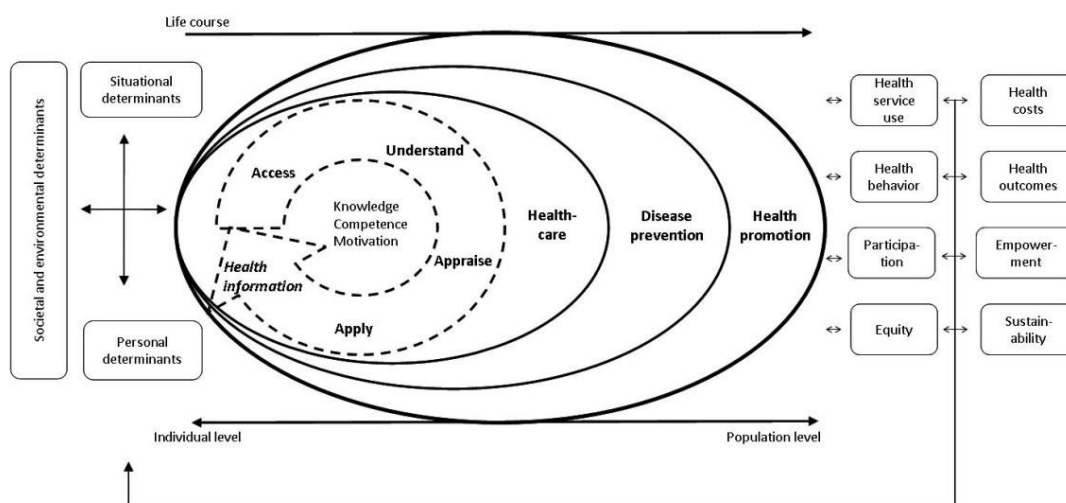 Life course
Societal and environmental determinants
Situational
determinants
Personal
determinants
Access
Understand
Knowledge
Competence
Motivation
Appraise
Health
information
Apply
Health-
care
Disease
prevention
Health
promotion
Individual level
Population level
Health
service
use
Health
costs
Health
behavior
Health
outcomes
Participa-
tion
Empower-
ment
Equity
Sustain-
ability